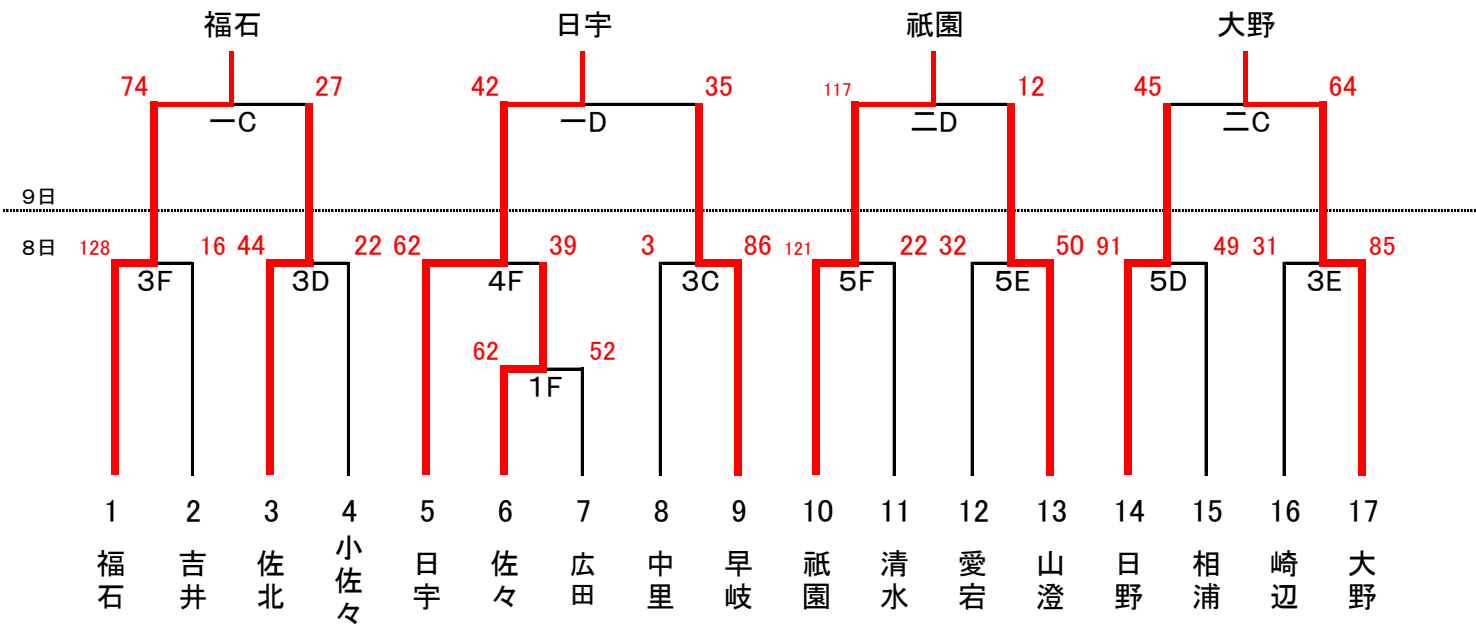 福石 日宇 祇園 大野
74 27 42 35 117 12 45 64
一C 一D 二D 二C
9日
8日 128 16 44 22 62 39 3 86 121 22 32 50 91 49 31 85
3F 3D 4F 3C 5F 5E 5D 3E
62 52
1F
1 2 3 4 5 6 7 8 9 10 11 12 13 14 15 16 17
福石 吉井 佐北 小佐々 日宇 佐々 広田 中里 早岐 祇園 清水 愛宕 山澄 日野 相浦 崎辺 大野